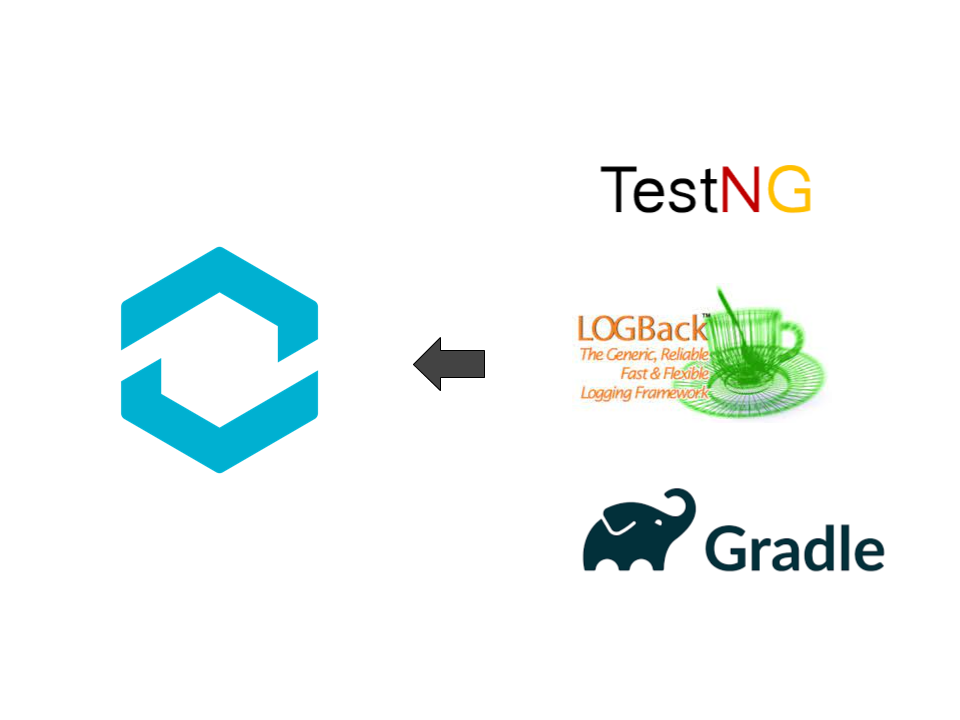 TestNG
LOGBack™
The Generic, Reliable
Fast & Flexible
Logging Framework
Gradle